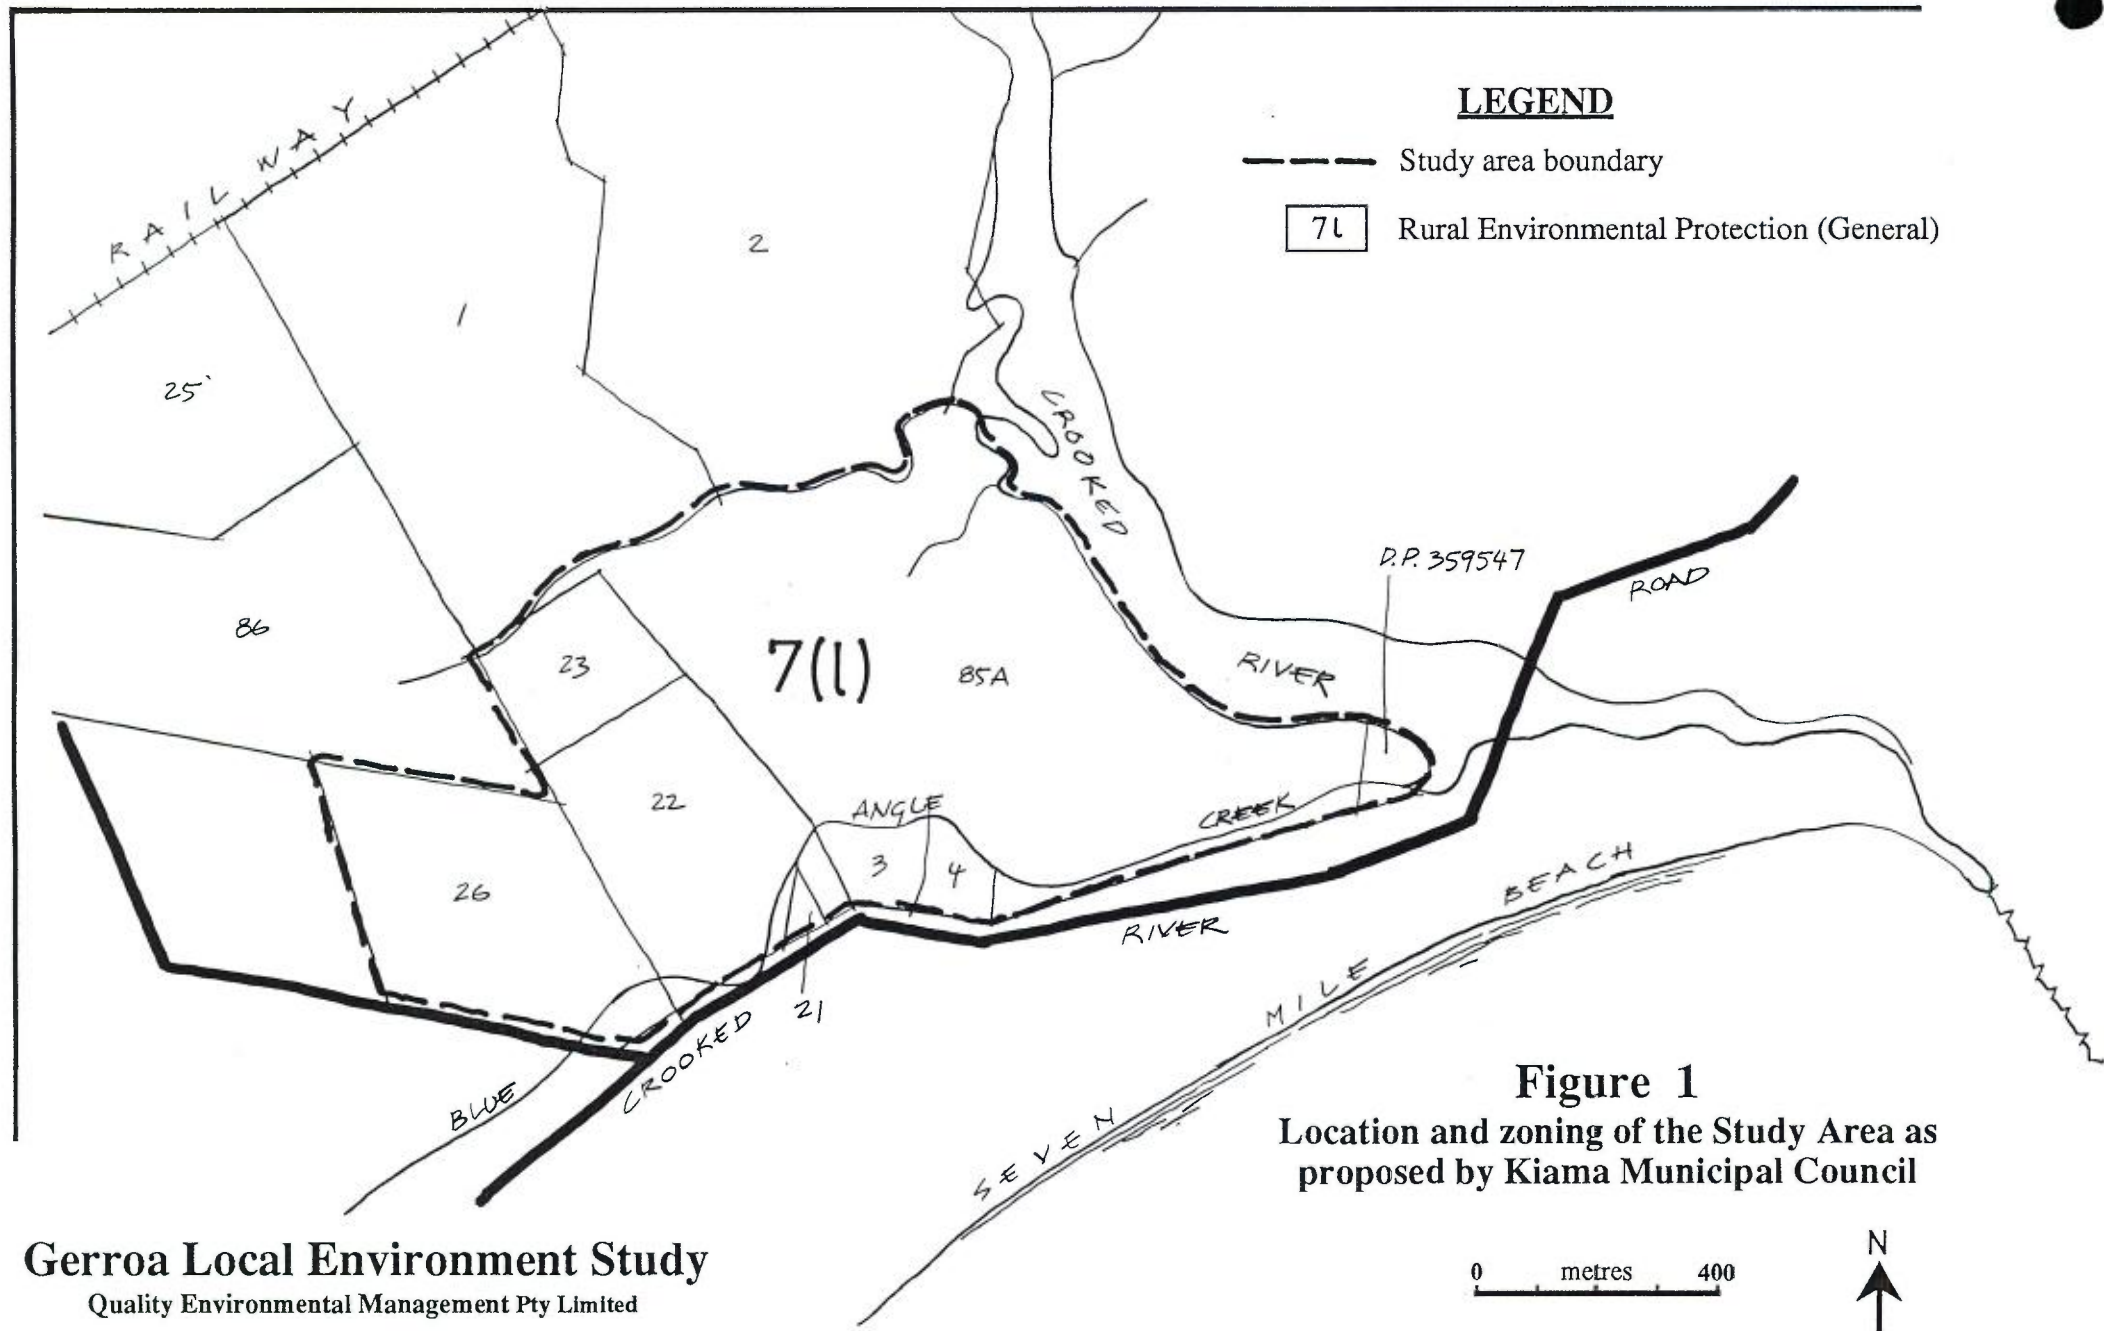 LEGEND
Study area boundary
7l Rural Environmental Protection (General)
RAILWAY
2
1
25
CROOKED
D.P. 359547
ROAD
86
23
7(l)
85A
RIVER
22
ANGLE
CREEK
3
4
26
BEACH
RIVER
MILE
21
CROOKED
BLUE
SEVEN
Figure 1
Location and zoning of the Study Area as
proposed by Kiama Municipal Council
Gerroa Local Environment Study
Quality Environmental Management Pty Limited
0 metres 400
N